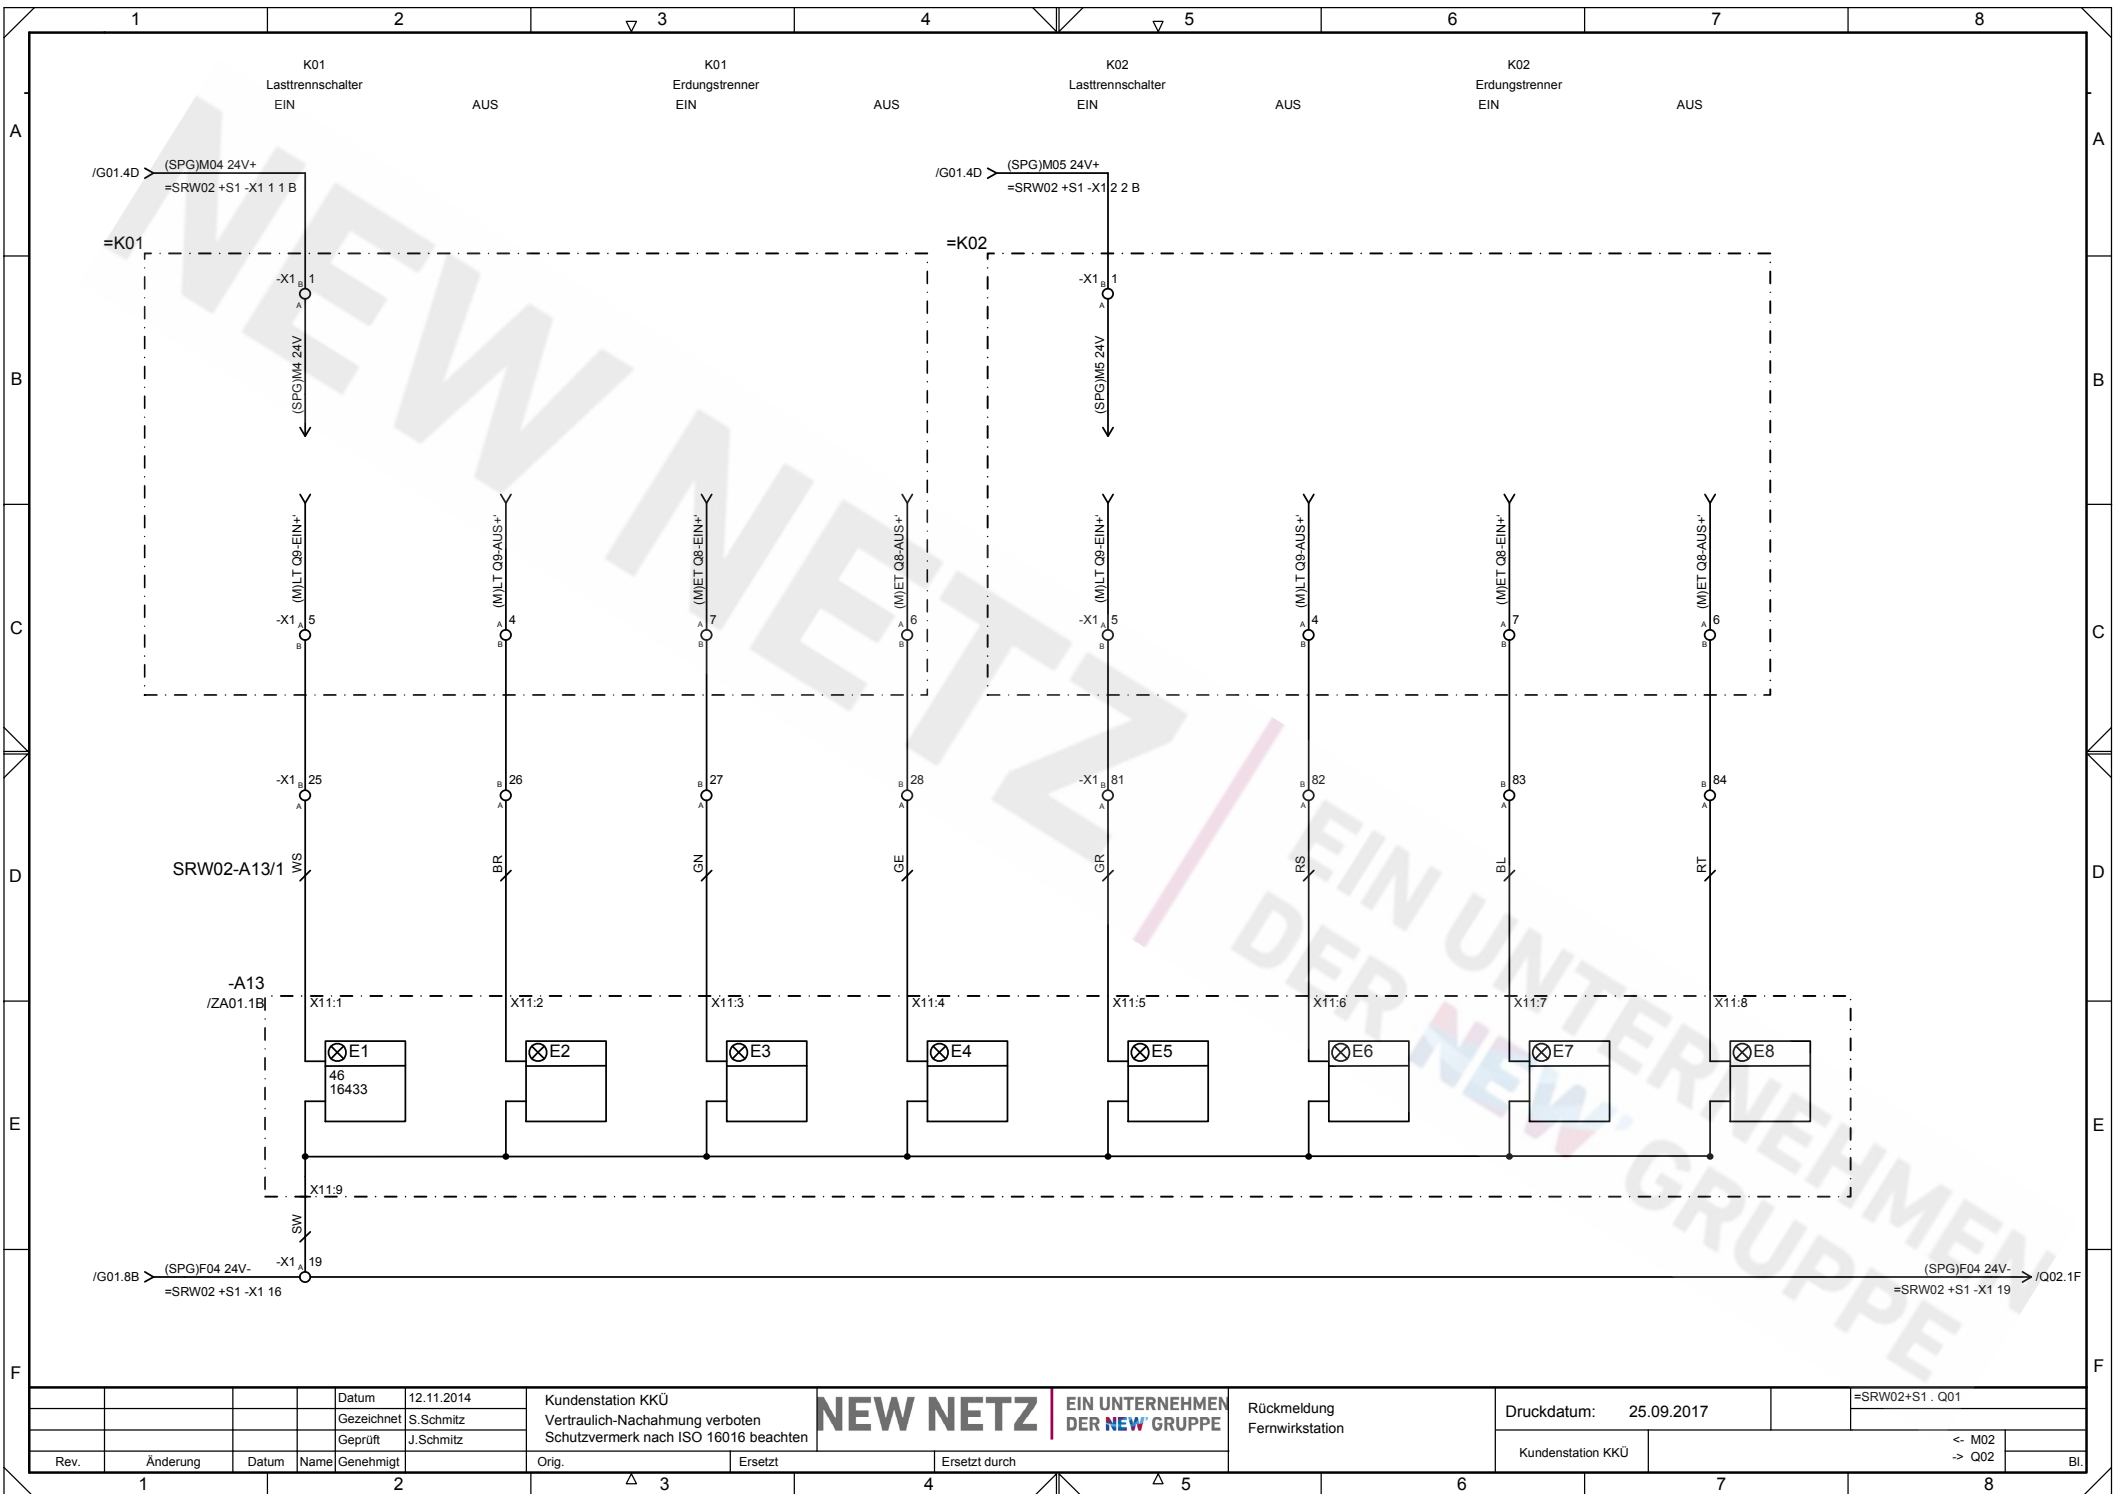 1 2 3 4 5 6 7 8
K01 K01 K02 K02
Lasttrennschalter Erdungstrenner Lasttrennschalter Erdungstrenner
EIN AUS EIN AUS EIN AUS EIN AUS
A A
/G01.4D (SPG)M04 24V+ /G01.4D (SPG)M05 24V+
=SRW02 +S1 -X1 1 1 B =SRW02 +S1 -X1 2 2 B
=K01 =K02
-X1 B 1 -X1 B 1
A A
(SPG)M4 24V (SPG)M5 24V
B B
(M)LT Q9-EIN+' (M)LT Q9-AUS+' (M)ET Q8-EIN+' (M)ET Q8-AUS+' (M)LT Q9-EIN+' (M)LT Q9-AUS+' (M)ET Q8-EIN+' (M)ET Q8-AUS+'
-X1 A 5 A 4 A 7 A 6 -X1 A 5 A 4 A 7 A 6
B B B B B B B B
C C
-X1 B 25 B 26 B 27 B 28 -X1 B 81 B 82 B 83 B 84
A A A A A A A A
SRW02-A13/1 WS BR GN GE GR RS BL RT
D D
-A13
/ZA01.1B X11:1 X11:2 X11:3 X11:4 X11:5 X11:6 X11:7 X11:8
E1 E2 E3 E4 E5 E6 E7 E8
46
16433
E E
X11:9
SW
-X1 A 19
/G01.8B (SPG)F04 24V- (SPG)F04 24V- /Q02.1F
=SRW02 +S1 -X1 16 =SRW02 +S1 -X1 19
F F
NEW NETZ
EIN UNTERNEHMEN
DER NEW GRUPPE
Datum 12.11.2014
Gezeichnet S.Schmitz
Geprüft J.Schmitz
Rev. Änderung Datum Name Genehmigt
Kundenstation KKÜ
Vertraulich-Nachahmung verboten
Schutzvermerk nach ISO 16016 beachten
Orig. Ersetzt Ersetzt durch
NEW NETZ
EIN UNTERNEHMEN
DER NEW GRUPPE
Rückmeldung
Fernwirkstation
Druckdatum: 25.09.2017
Kundenstation KKÜ
=SRW02+S1 . Q01
<- M02
-> Q02
Bl.
1 2 3 4 5 6 7 8